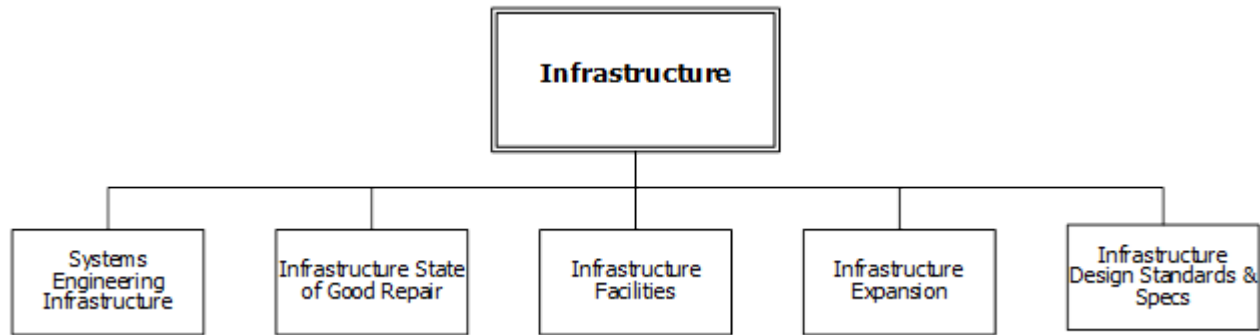 Infrastructure
Systems
Engineering
Infrastructure
Infrastructure State
of Good Repair
Infrastructure
Facilities
Infrastructure
Expansion
Infrastructure
Design Standards &
Specs